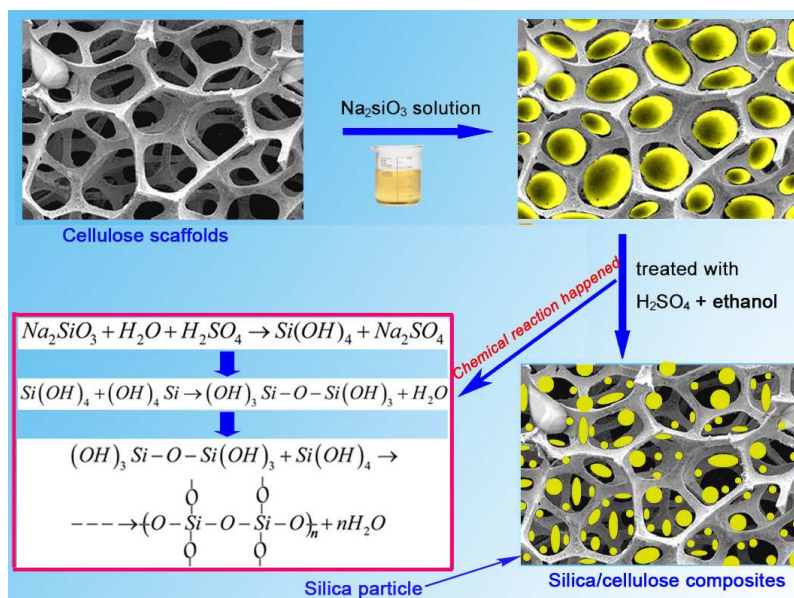 Cellulose scaffolds
Na₂siO₃ solution
treated with
H₂SO₄ + ethanol
Chemical reaction happened
Na₂SiO₃ + H₂O + H₂SO₄ → Si(OH)₄ + Na₂SO₄
Si(OH)₄ + (OH)₄ Si → (OH)₃ Si – O – Si(OH)₃ + H₂O
(OH)₃ Si – O – Si(OH)₃ + Si(OH)₄ →
O O
- - - → (O – Si – O – Si – O)ₙ + nH₂O
O O
Silica particle
Silica/cellulose composites